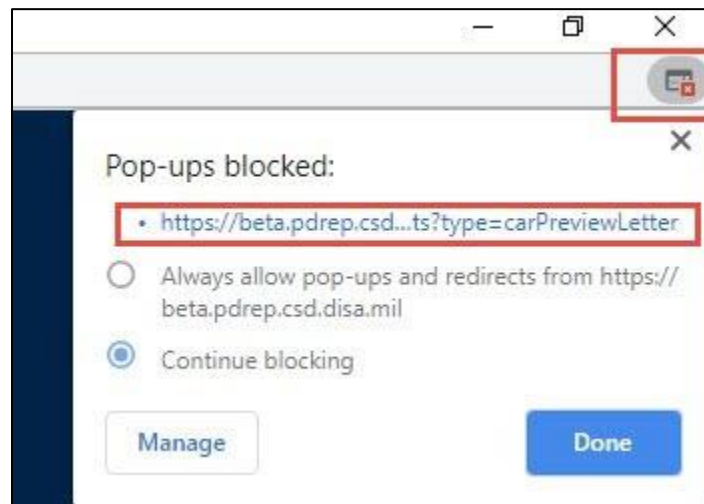 Pop-ups blocked:
• https://beta.pdrep.csd...ts?type=carPreviewLetter
Always allow pop-ups and redirects from https://
beta.pdrep.csd.disa.mil
Continue blocking
Manage
Done